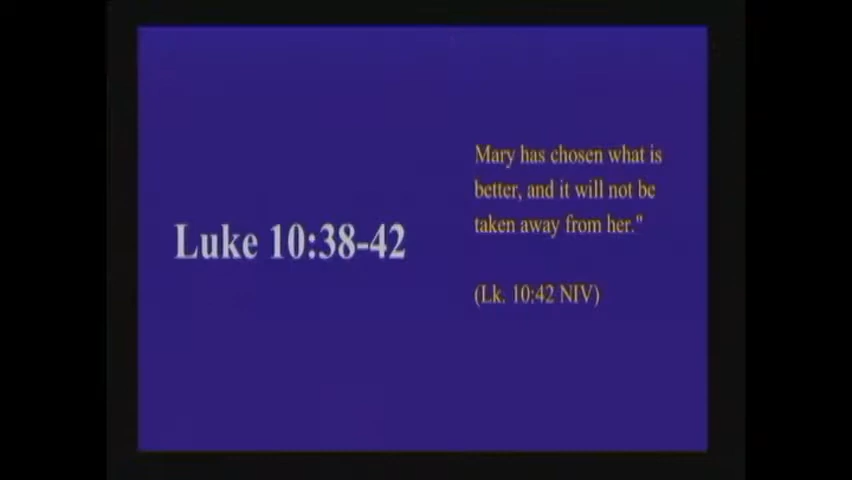 Luke 10:38-42
Mary has chosen what is
better, and it will not be
taken away from her."
(Lk. 10:42 NIV)